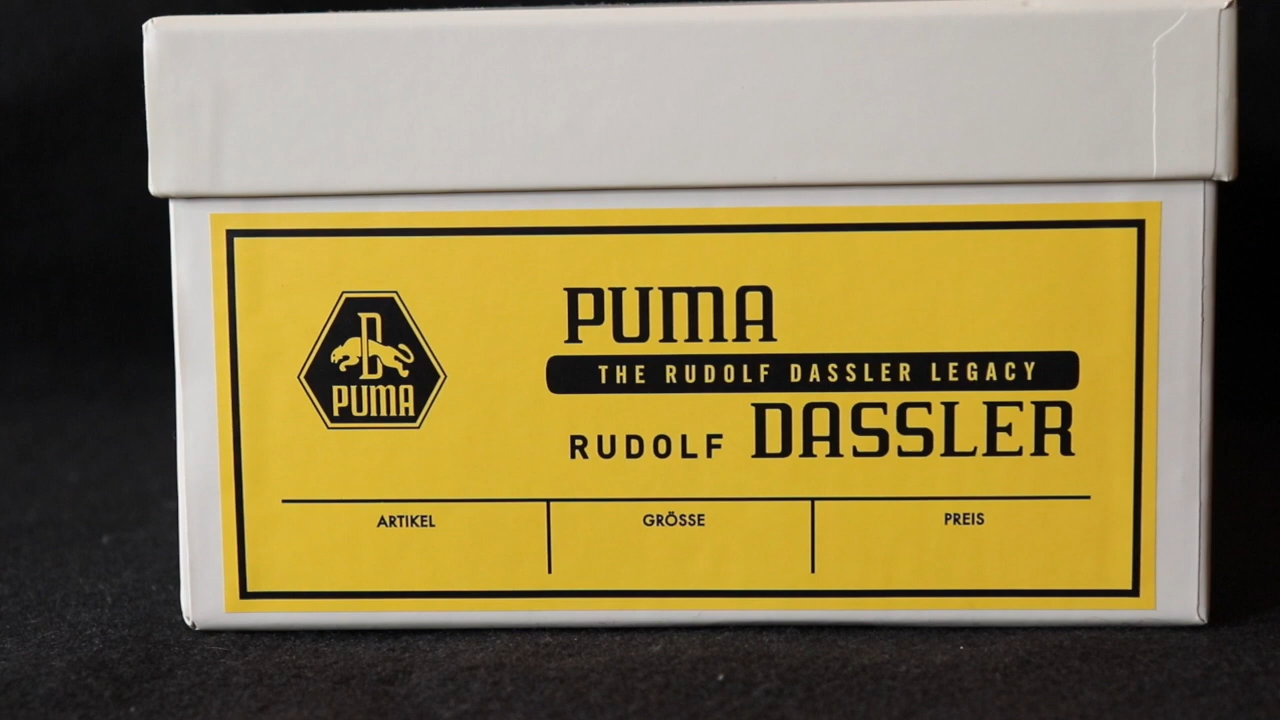 D
PUMA
PUMA
THE RUDOLF DASSLER LEGACY
RUDOLF DASSLER
ARTIKEL GRÖSSE PREIS